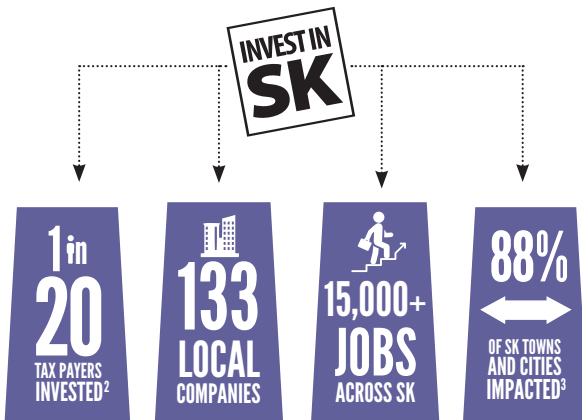 INVEST IN
SK
1 in
20
TAX PAYERS
INVESTED²
133
LOCAL
COMPANIES
15,000+
JOBS
ACROSS SK
88%
OF SK TOWNS
AND CITIES
IMPACTED³